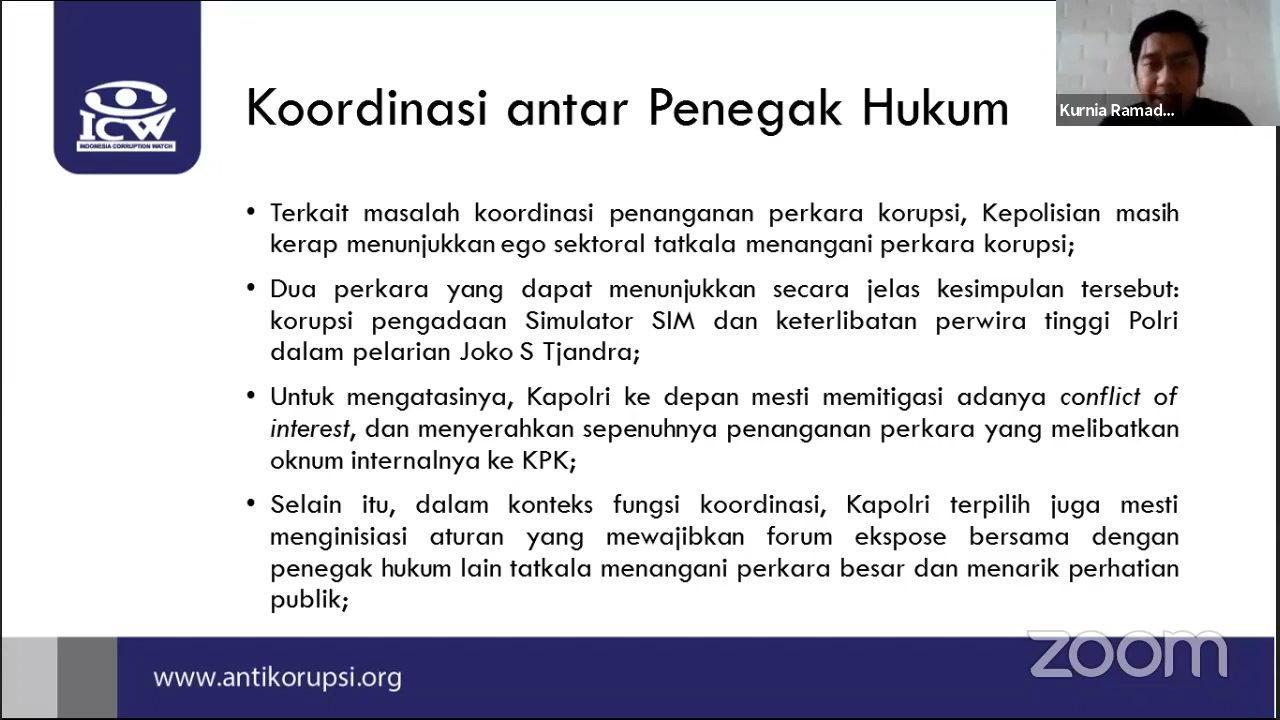 ICW
INDONESIA CORRUPTION WATCH
Koordinasi antar Penegak Hukum
Kurnia Ramad...
• Terkait masalah koordinasi penanganan perkara korupsi, Kepolisian masih
kerap menunjukkan ego sektoral tatkala menangani perkara korupsi;
• Dua perkara yang dapat menunjukkan secara jelas kesimpulan tersebut:
korupsi pengadaan Simulator SIM dan keterlibatan perwira tinggi Polri
dalam pelarian Joko S Tjandra;
• Untuk mengatasinya, Kapolri ke depan mesti memitigasi adanya conflict of
interest, dan menyerahkan sepenuhnya penanganan perkara yang melibatkan
oknum internalnya ke KPK;
• Selain itu, dalam konteks fungsi koordinasi, Kapolri terpilih juga mesti
menginisiasi aturan yang mewajibkan forum ekspose bersama dengan
penegak hukum lain tatkala menangani perkara besar dan menarik perhatian
publik;
www.antikorupsi.org
zoom